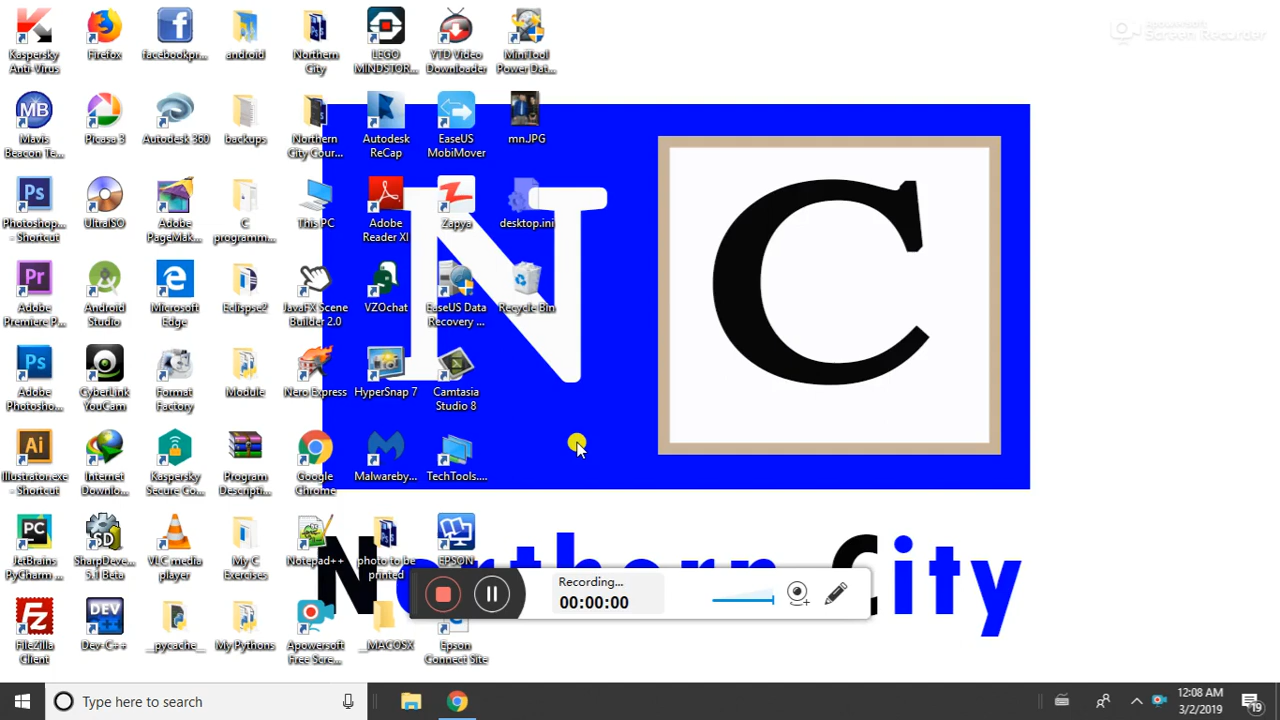 Kaspersky
Anti-Virus
Firefox
facebookpr...
android
Northern
City
LEGO
MINDSTOR...
YTD Video
Downloader
MiniTool
Power Dat...
apowersoft
Screen Recorder
Mavis
Beacon Te...
Picasa 3
Autodesk 360
backups
Northern
City Cour...
Autodesk
ReCap
EaseUS
MobiMover
mn.JPG
Photoshop...
- Shortcut
UltraISO
Adobe
PageMak...
C
programm...
This PC
Adobe
Reader XI
Zapya
desktop.ini
Adobe
Premiere P...
Android
Studio
Microsoft
Edge
Eclispse2
JavaFX Scene
Builder 2.0
VZOchat
EaseUS Data
Recovery ...
Recycle Bin
Adobe
Photosho...
CyberLink
YouCam
Format
Factory
Module
Nero Express
HyperSnap 7
Camtasia
Studio 8
Illustrator.exe
- Shortcut
Internet
Downlo...
Kaspersky
Secure Co...
Program
Descripti...
Google
Chrome
Malwareby...
TechTools....
JetBrains
PyCharm ...
SharpDeve...
5.1 Beta
VLC media
player
My C
Exercises
Notepad++
photo to be
printed
EPSON
FileZilla
Client
Dev-C++
__pycache__
My Pythons
Apowersoft
Free Scre...
__MACOSX
Epson
Connect Site
N C
Northern City
Recording...
00:00:00
Type here to search
12:08 AM
3/2/2019
19